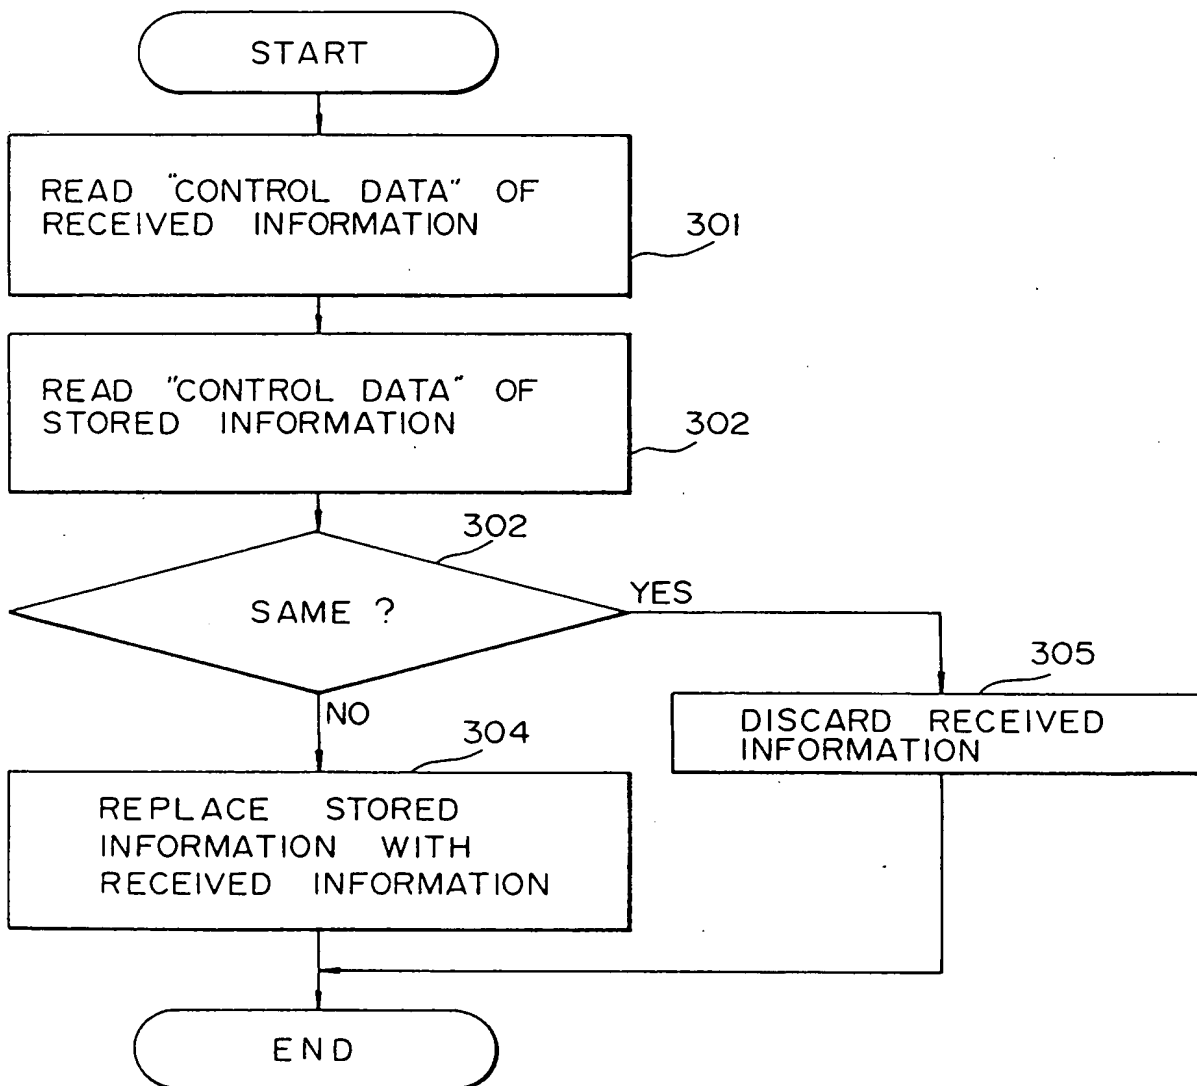 START
READ "CONTROL DATA" OF
RECEIVED INFORMATION
301
READ "CONTROL DATA" OF
STORED INFORMATION
302
302
SAME ?
YES
NO
305
DISCARD RECEIVED
INFORMATION
304
REPLACE STORED
INFORMATION WITH
RECEIVED INFORMATION
END